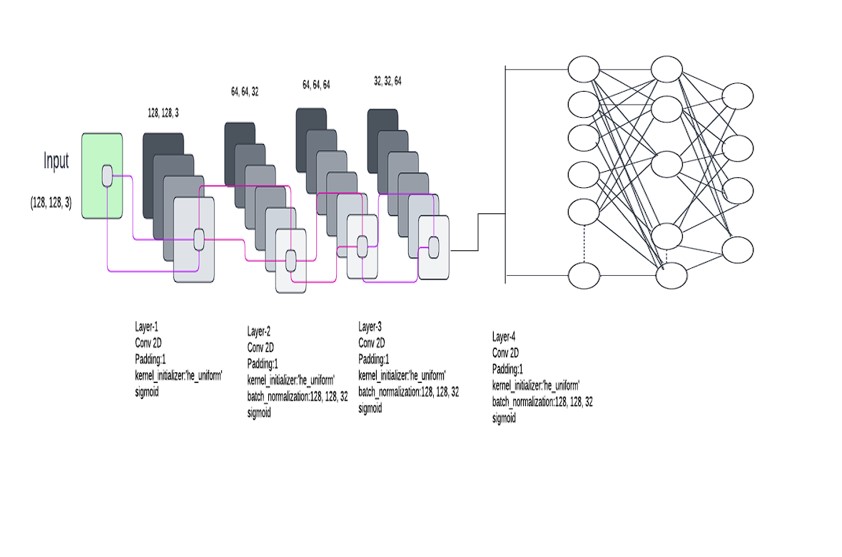 32, 32, 64
64, 64, 64
64, 64, 32
128, 128, 3
Input
(128, 128, 3)
Layer-1
Conv 2D
Padding:1
kernel_initializer:'he_uniform'
sigmoid
Layer-2
Conv 2D
Padding:1
kernel_initializer:'he_uniform'
batch_normalization:128, 128, 32
sigmoid
Layer-3
Conv 2D
Padding:1
kernel_initializer:'he_uniform'
batch_normalization:128, 128, 32
sigmoid
Layer-4
Conv 2D
Padding:1
kernel_initializer:'he_uniform'
batch_normalization:128, 128, 32
sigmoid